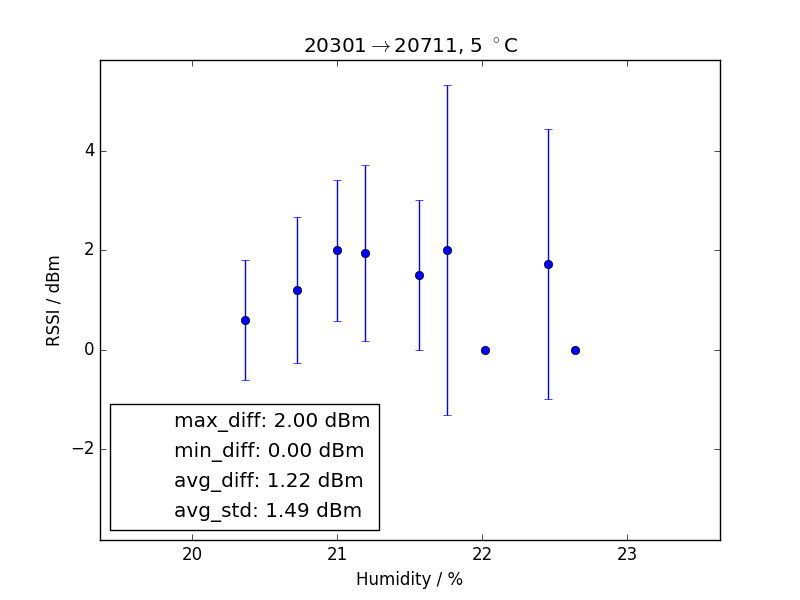 20301→20711, 5 °C
4
2
0
−2
RSSI / dBm
max_diff: 2.00 dBm
min_diff: 0.00 dBm
avg_diff: 1.22 dBm
avg_std: 1.49 dBm
20 21 22 23
Humidity / %